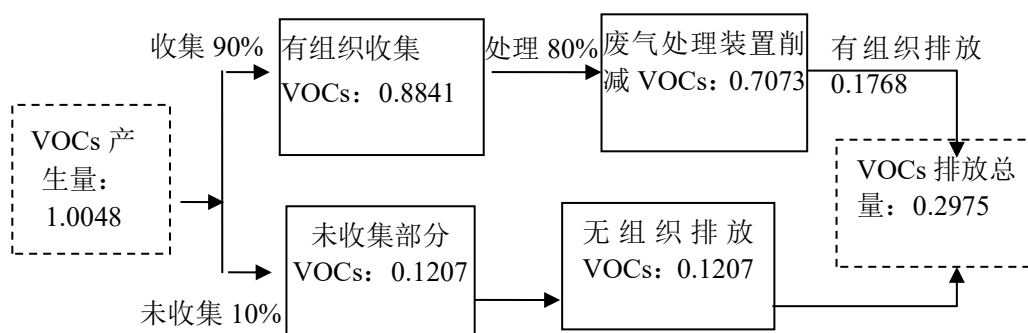 收集 90%
有组织收集
VOCs：0.8841
处理 80%
废气处理装置削
减 VOCs：0.7073
有组织排放
0.1768
VOCs 产
生量：
1.0048
VOCs 排放总
量：0.2975
未收集部分
VOCs：0.1207
无组织排放
VOCs：0.1207
未收集 10%